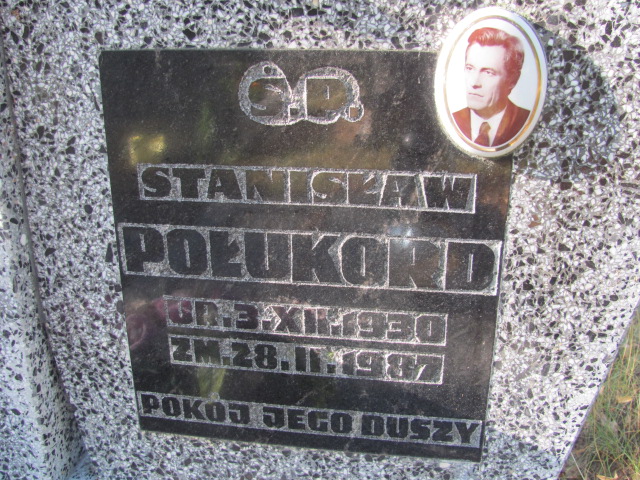 Ś.P.
STANISŁAW
POŁUKORD
UR. 3.XII.1930
ZM. 28.II.1987
POKÓJ JEGO DUSZY